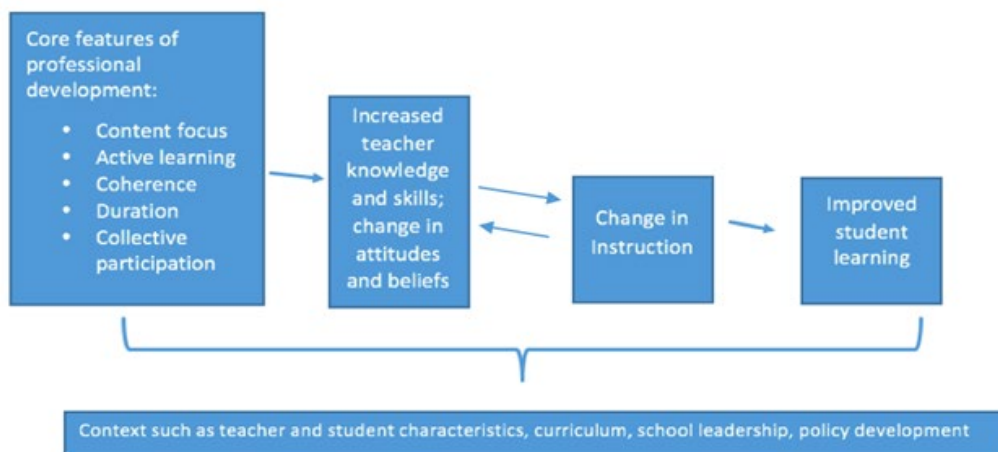 Core features of
professional
development:
• Content focus
• Active learning
• Coherence
• Duration
• Collective
participation
Increased
teacher
knowledge
and skills;
change in
attitudes
and beliefs
Change in
Instruction
Improved
student
learning
Context such as teacher and student characteristics, curriculum, school leadership, policy development